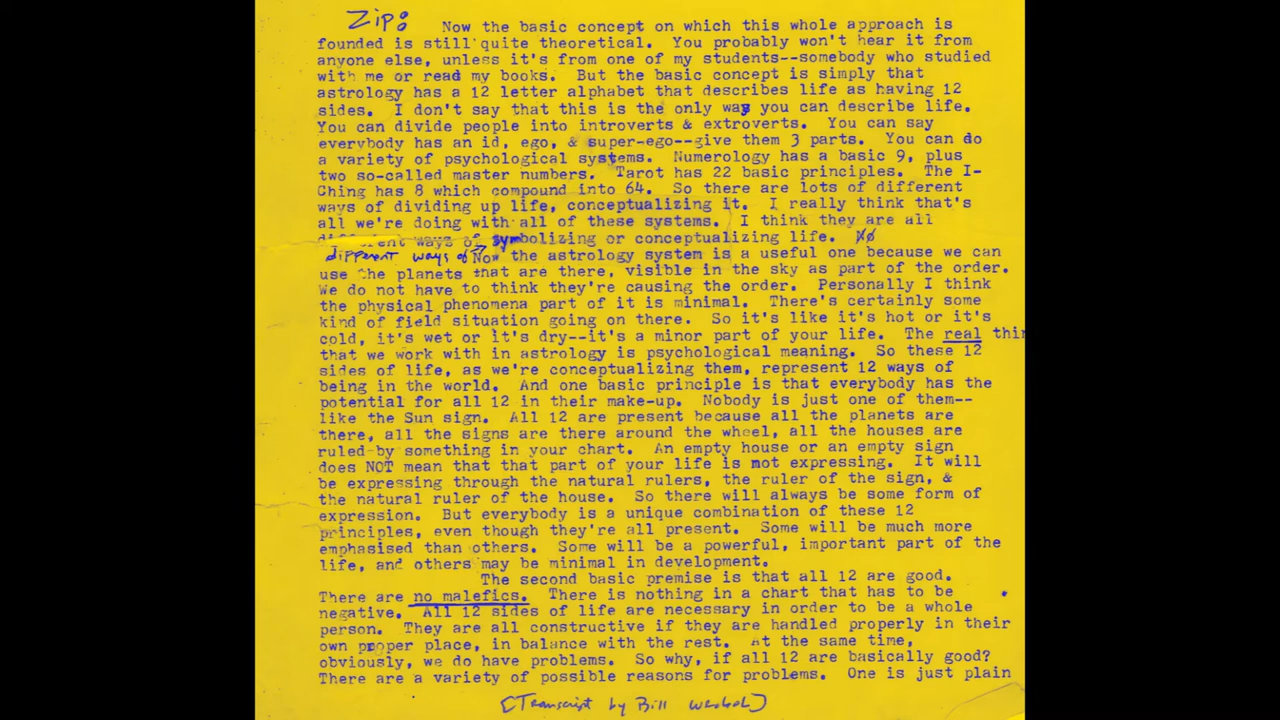 Zip: Now the basic concept on which this whole approach is
founded is still quite theoretical. You probably won't hear it from
anyone else, unless it's from one of my students--somebody who studied
with me or read my books. But the basic concept is simply that
astrology has a 12 letter alphabet that describes life as having 12
sides. I don't say that this is the only way you can describe life.
You can divide people into introverts & extroverts. You can say
everybody has an id, ego, & super-ego--give them 3 parts. You can do
a variety of psychological systems. Numerology has a basic 9, plus
two so-called master numbers. Tarot has 22 basic principles. The I-
Ching has 8 which compound into 64. So there are lots of different
ways of dividing up life, conceptualizing it. I really think that's
all we're doing with all of these systems. I think they are all
different ways of symbolizing or conceptualizing life.
different ways of Now the astrology system is a useful one because we can
use the planets that are there, visible in the sky as part of the order.
We do not have to think they're causing the order. Personally I think
the physical phenomena part of it is minimal. There's certainly some
kind of field situation going on there. So it's like it's hot or it's
cold, it's wet or it's dry--it's a minor part of your life. The real thin
that we work with in astrology is psychological meaning. So these 12
sides of life, as we're conceptualizing them, represent 12 ways of
being in the world. And one basic principle is that everybody has the
potential for all 12 in their make-up. Nobody is just one of them--
like the Sun sign. All 12 are present because all the planets are
there, all the signs are there around the wheel, all the houses are
ruled by something in your chart. An empty house or an empty sign
does NOT mean that that part of your life is not expressing. It will
be expressing through the natural rulers, the ruler of the sign, &
the natural ruler of the house. So there will always be some form of
expression. But everybody is a unique combination of these 12
principles, even though they're all present. Some will be much more
emphasised than others. Some will be a powerful, important part of the
life, and others may be minimal in development.
The second basic premise is that all 12 are good.
There are no malefics. There is nothing in a chart that has to be
negative. All 12 sides of life are necessary in order to be a whole
person. They are all constructive if they are handled properly in their
own proper place, in balance with the rest. At the same time,
obviously, we do have problems. So why, if all 12 are basically good?
There are a variety of possible reasons for problems. One is just plain
[Transcript by Bill